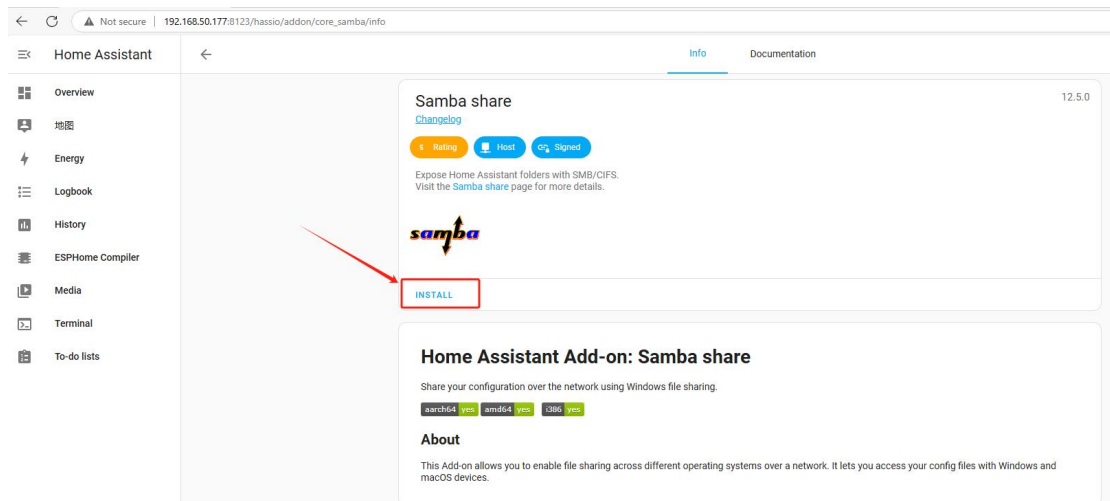 Not secure | 192.168.50.177:8123/hassio/addon/core_samba/info
Home Assistant
Info
Documentation
Overview
地图
Energy
Logbook
History
ESPHome Compiler
Media
Terminal
To-do lists
Samba share
12.5.0
Changelog
5 Rating
Host
Signed
Expose Home Assistant folders with SMB/CIFS.
Visit the Samba share page for more details.
samba
INSTALL
Home Assistant Add-on: Samba share
Share your configuration over the network using Windows file sharing.
aarch64 yes amd64 yes i386 yes
About
This Add-on allows you to enable file sharing across different operating systems over a network. It lets you access your config files with Windows and
macOS devices.